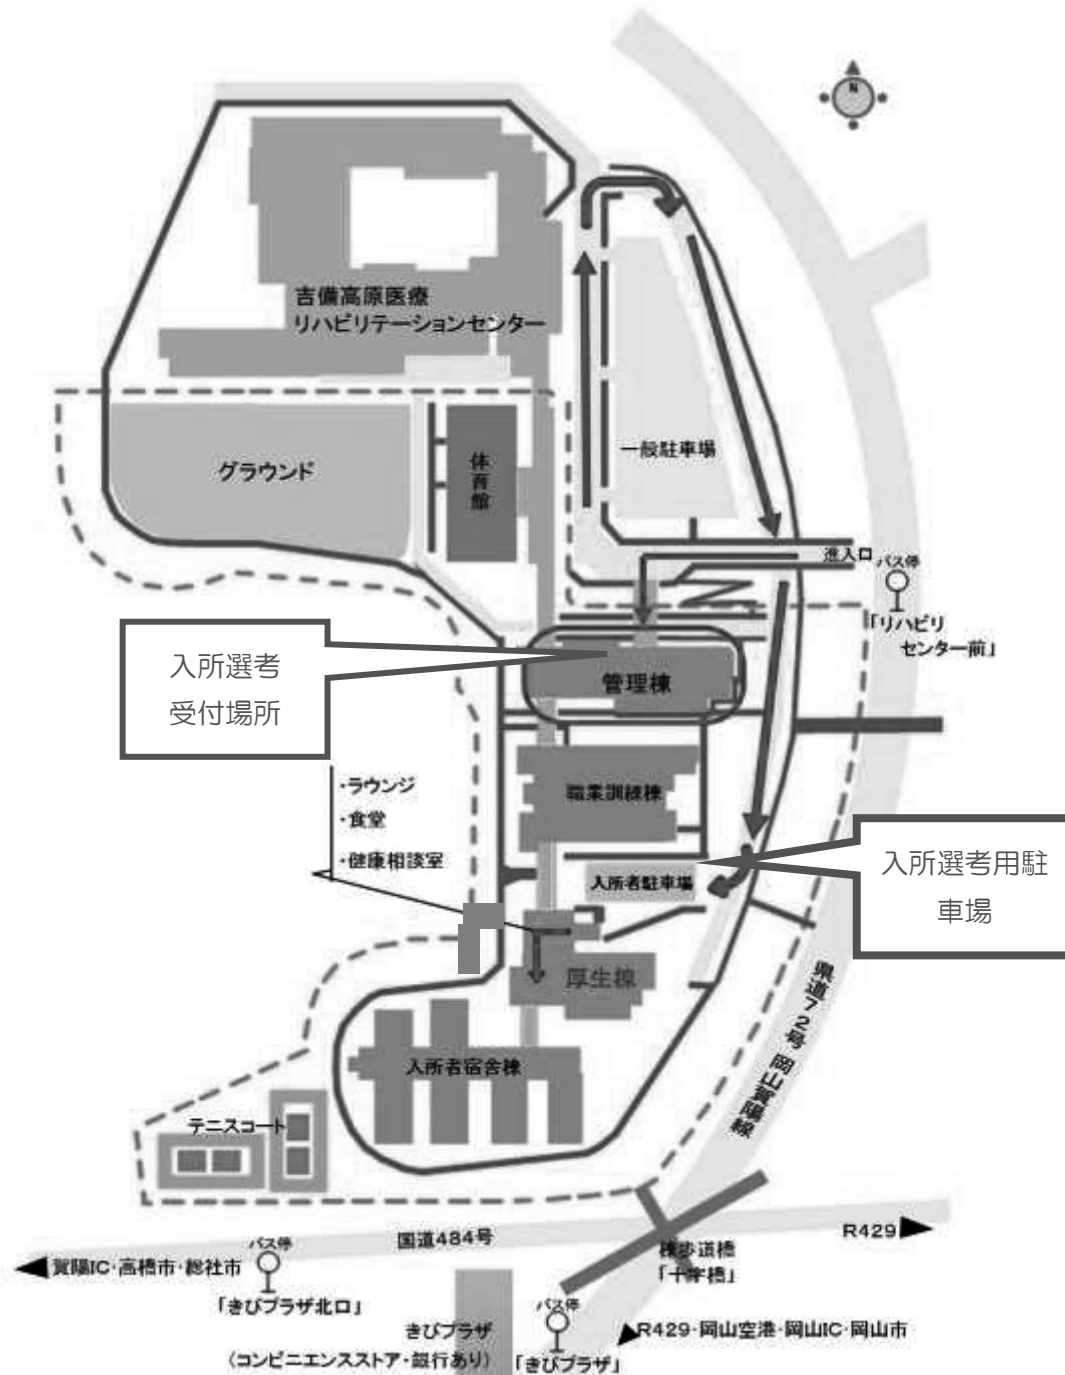 N
吉備高原医療
リハビリテーションセンター
一般駐車場
グラウンド
体育館
進入口
バス停
「リハビリ
センター前」
入所選考
受付場所
管理棟
・ラウンジ
・食堂
・健康相談室
職業訓練棟
入所者駐車場
入所選考用駐
車場
厚生棟
県道72号 岡山賀陽線
入所者宿舎棟
テニスコート
国道484号
R429
バス停
賀陽IC・高橋市・総社市
「きびプラザ北口」
「十字橋」
バス停
きびプラザ
R429・岡山空港・岡山IC・岡山市
(コンビニエンスストア・銀行あり)
「きびプラザ」